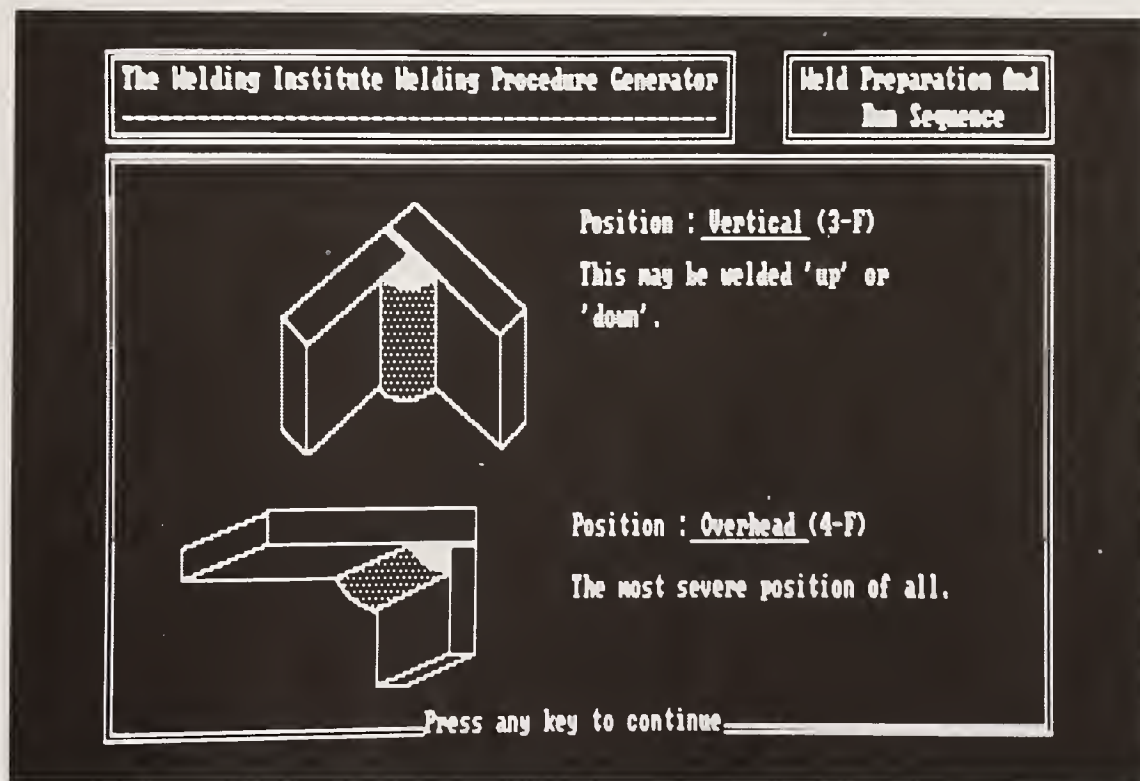 The Welding Institute Welding Procedure Generator
Weld Preparation And
Run Sequence
Position : Vertical (3-F)
This may be welded 'up' or
'down'.
Position : Overhead (4-F)
The most severe position of all.
Press any key to continue